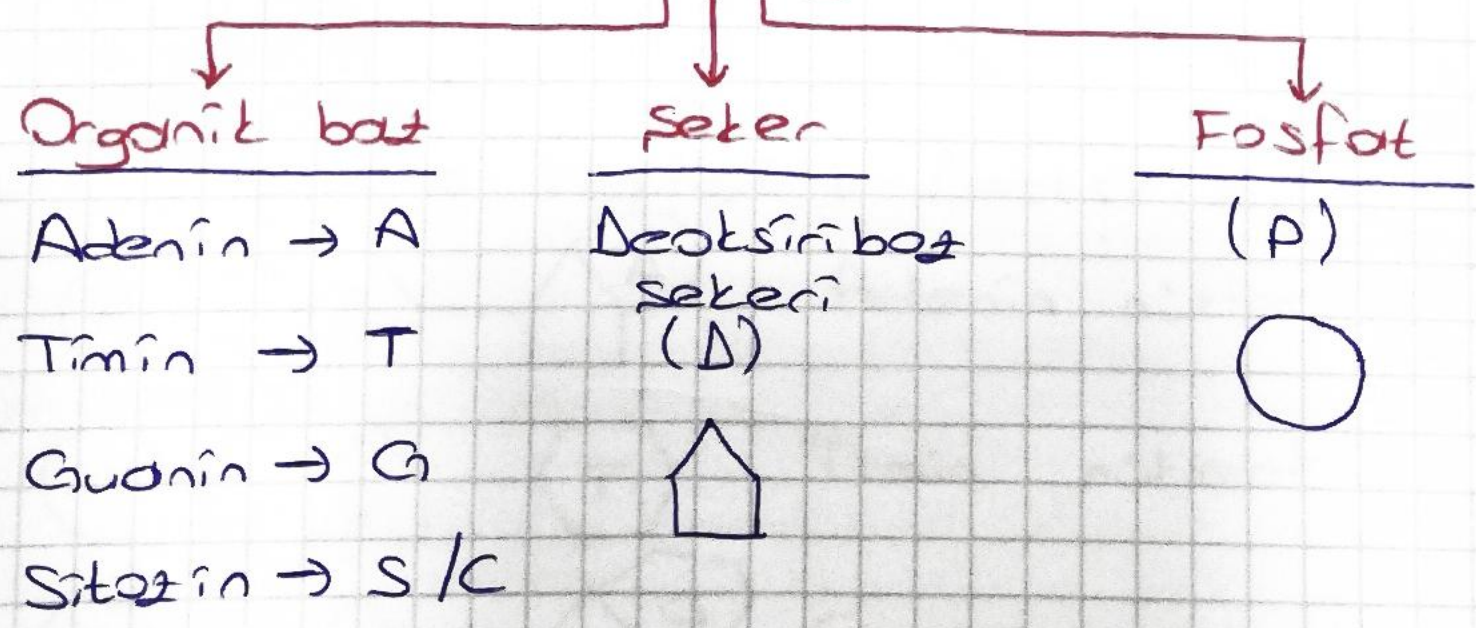 Organik baz
şeker
Fosfat
Adenin → A
Deoksiriboz
şekeri
(D)
(P)
Timin → T
Guanin → G
Sitozin → S/C